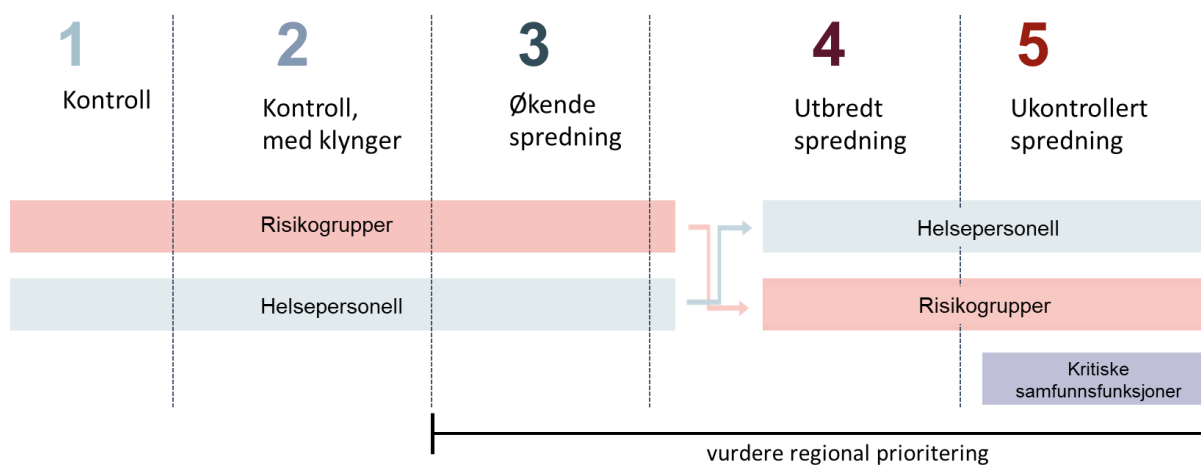 1
Kontroll
2
Kontroll,
med klynger
3
Økende
spredning
4
Utbredt
spredning
5
Ukontrollert
spredning
Risikogrupper
Helsepersonell
Helsepersonell
Risikogrupper
Kritiske
samfunnsfunksjoner
vurdere regional prioritering